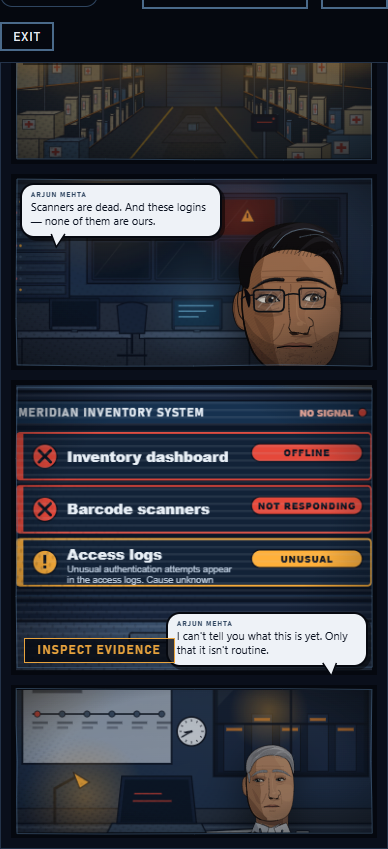 EXIT
ARJUN MEHTA
Scanners are dead. And these logins
— none of them are ours.
MERIDIAN INVENTORY SYSTEM
NO SIGNAL
Inventory dashboard
OFFLINE
Barcode scanners
NOT RESPONDING
Access logs
UNUSUAL
Unusual authentication attempts appear
in the access logs. Cause unknown
ARJUN MEHTA
I can't tell you what this is yet. Only
that it isn't routine.
INSPECT EVIDENCE